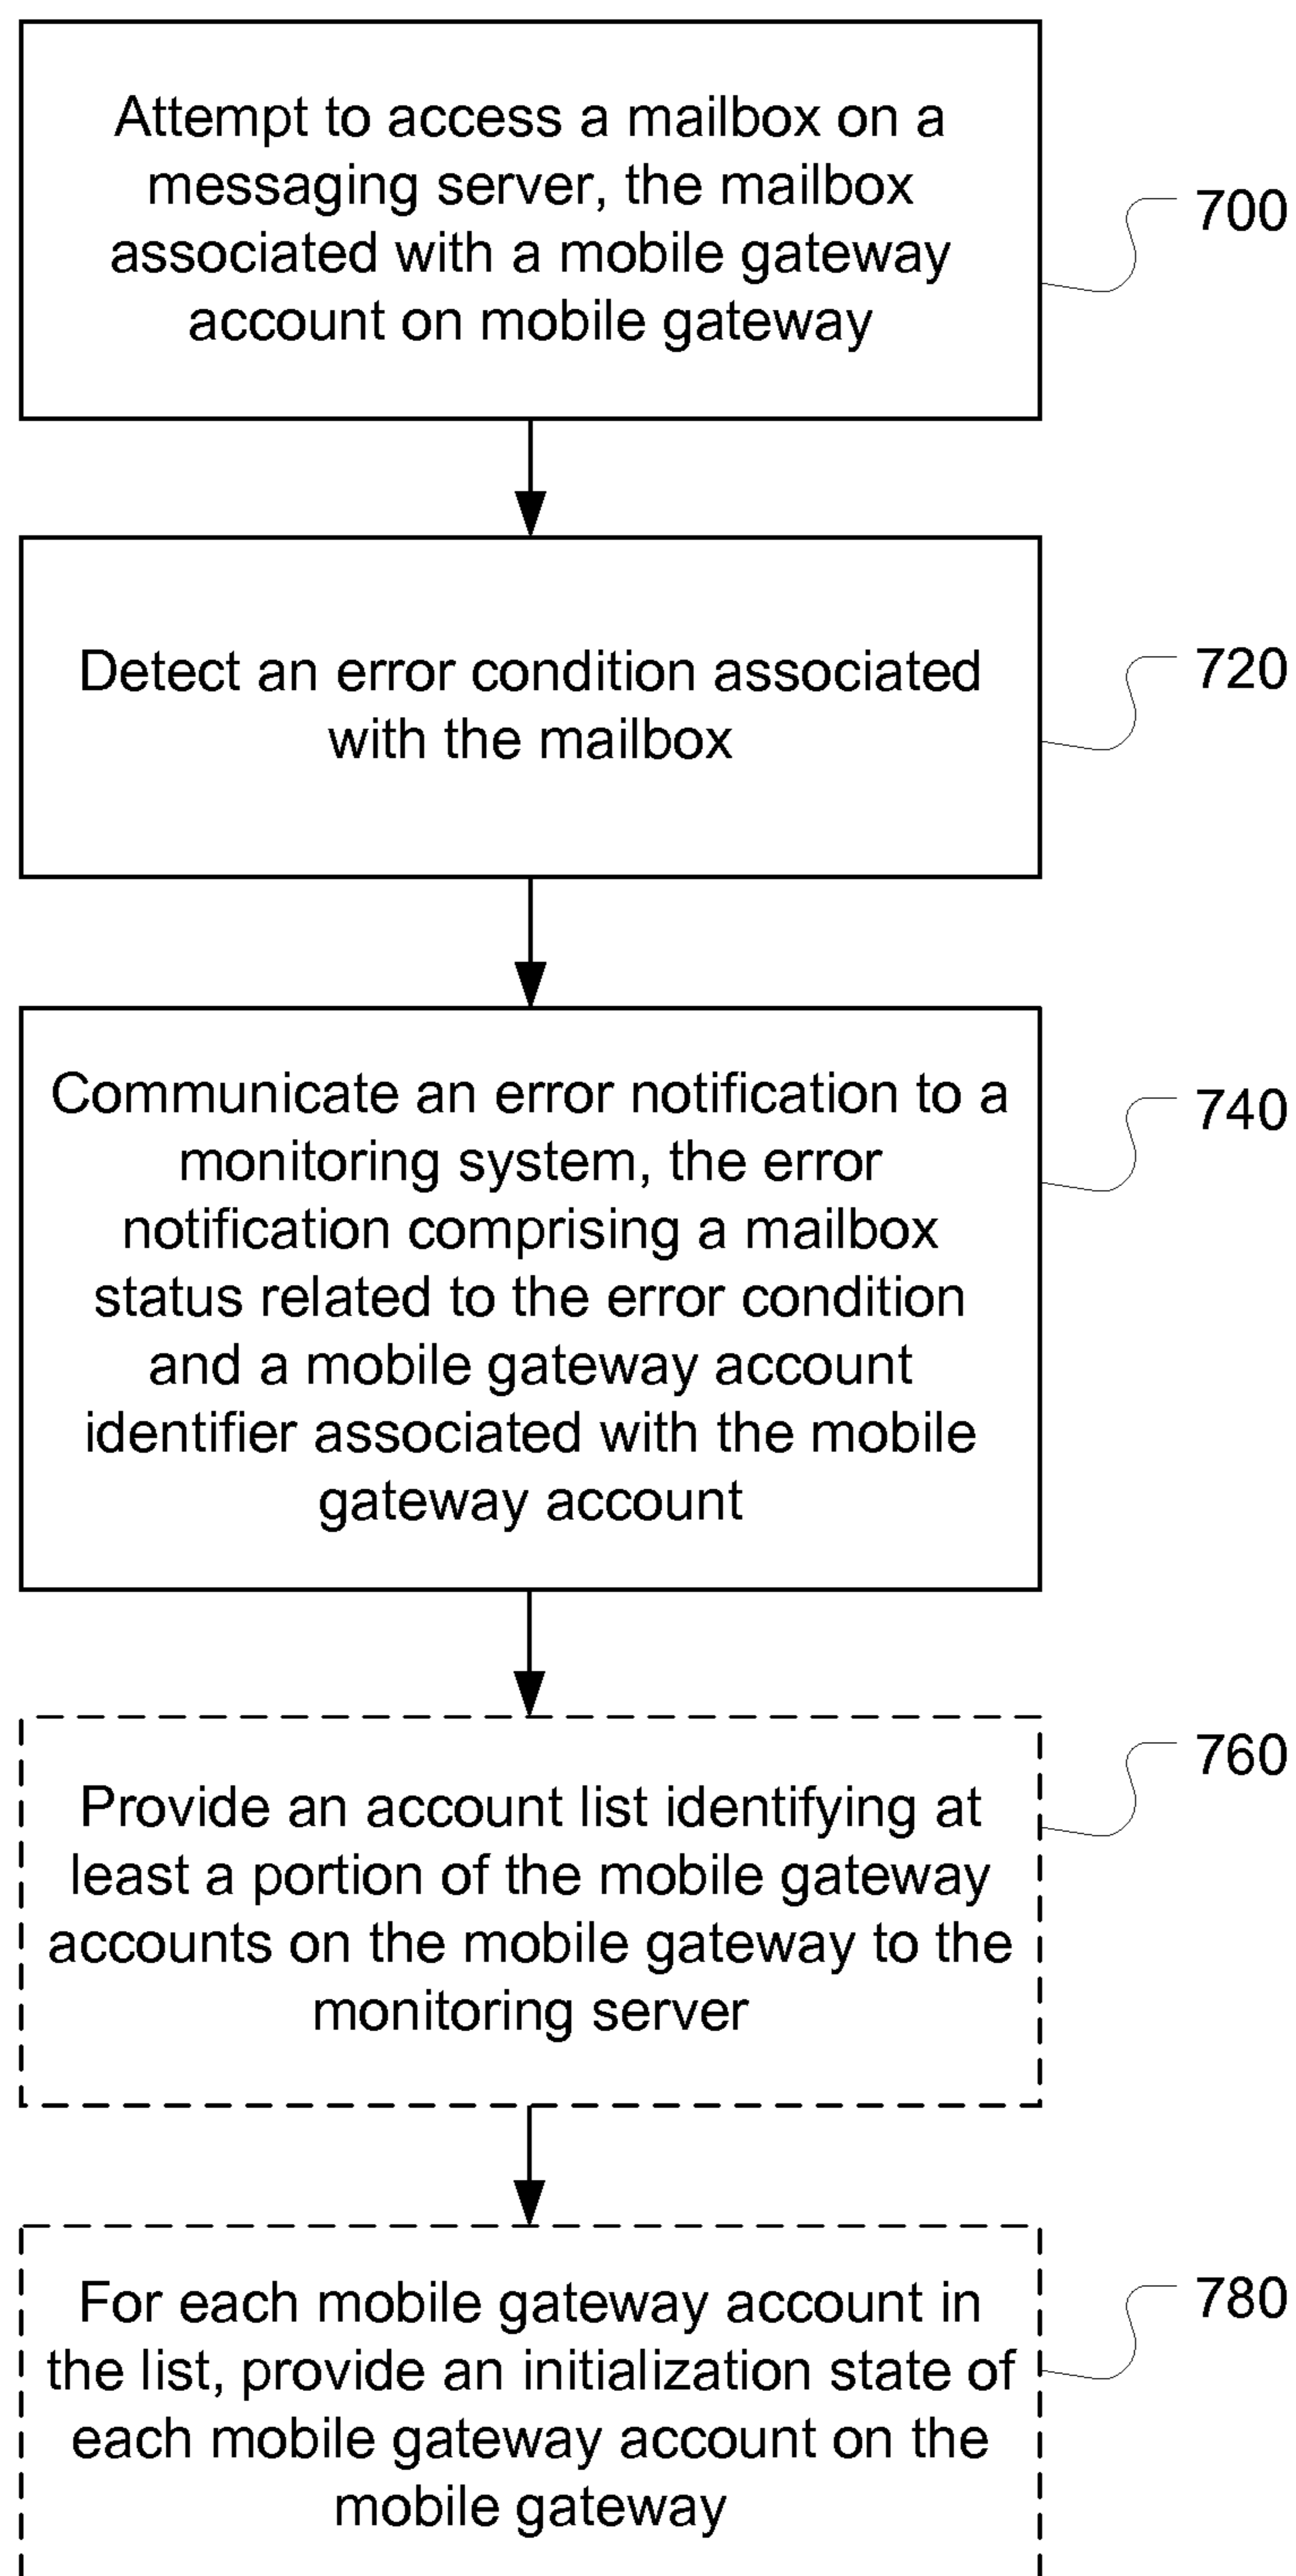 Attempt to access a mailbox on a
messaging server, the mailbox
associated with a mobile gateway
account on mobile gateway
700
Detect an error condition associated
with the mailbox
720
Communicate an error notification to a
monitoring system, the error
notification comprising a mailbox
status related to the error condition
and a mobile gateway account
identifier associated with the mobile
gateway account
740
Provide an account list identifying at
least a portion of the mobile gateway
accounts on the mobile gateway to the
monitoring server
760
For each mobile gateway account in
the list, provide an initialization state of
each mobile gateway account on the
mobile gateway
780